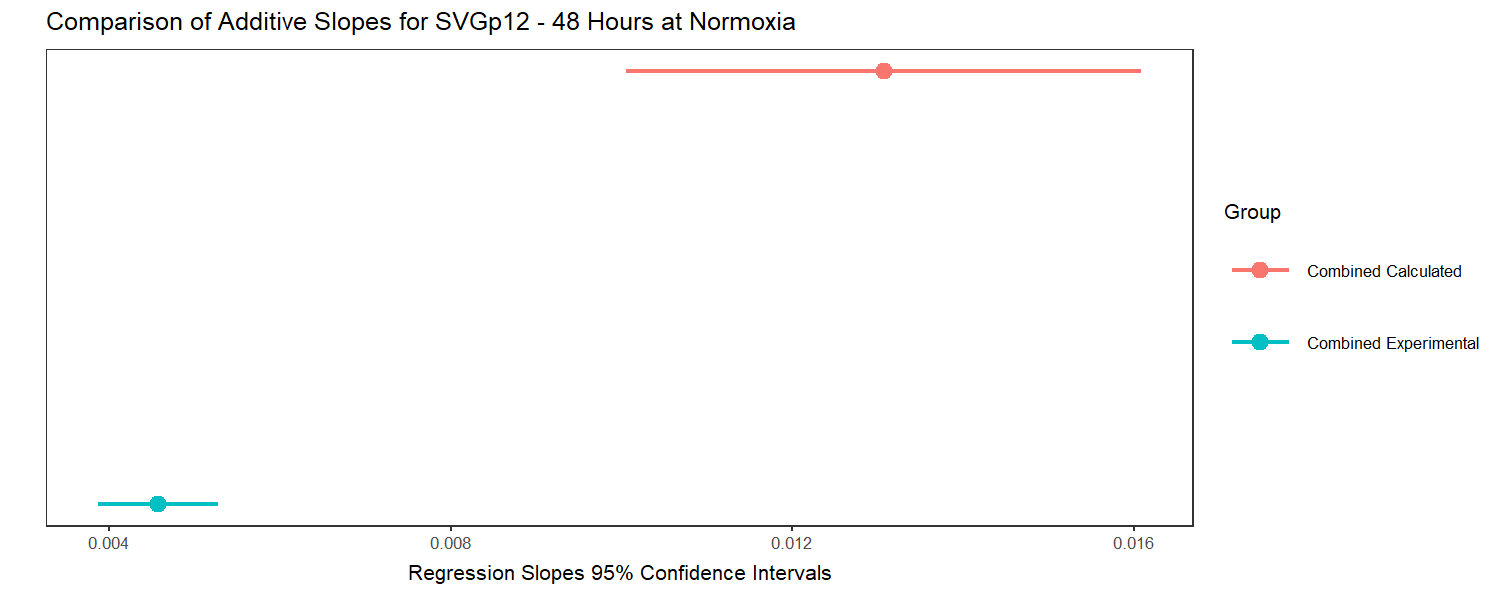 Comparison of Additive Slopes for SVGp12 - 48 Hours at Normoxia
Group
Combined Calculated
Combined Experimental
0.004
0.008
0.012
0.016
Regression Slopes 95% Confidence Intervals